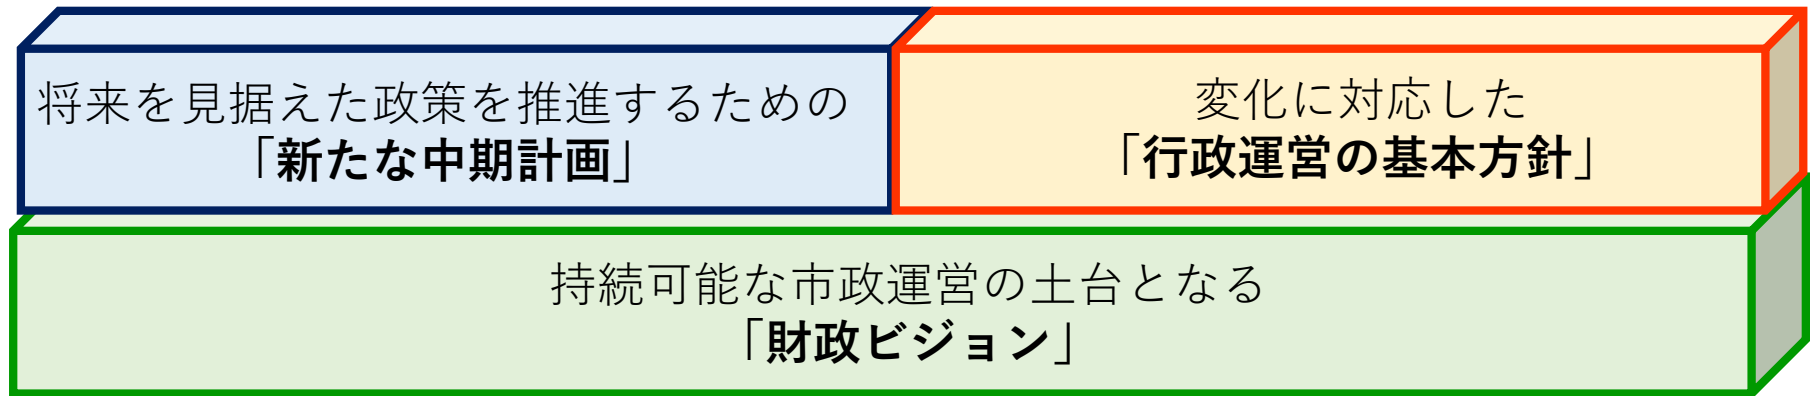 将来を見据えた政策を推進するための
「新たな中期計画」
変化に対応した
「行政運営の基本方針」
持続可能な市政運営の土台となる
「財政ビジョン」